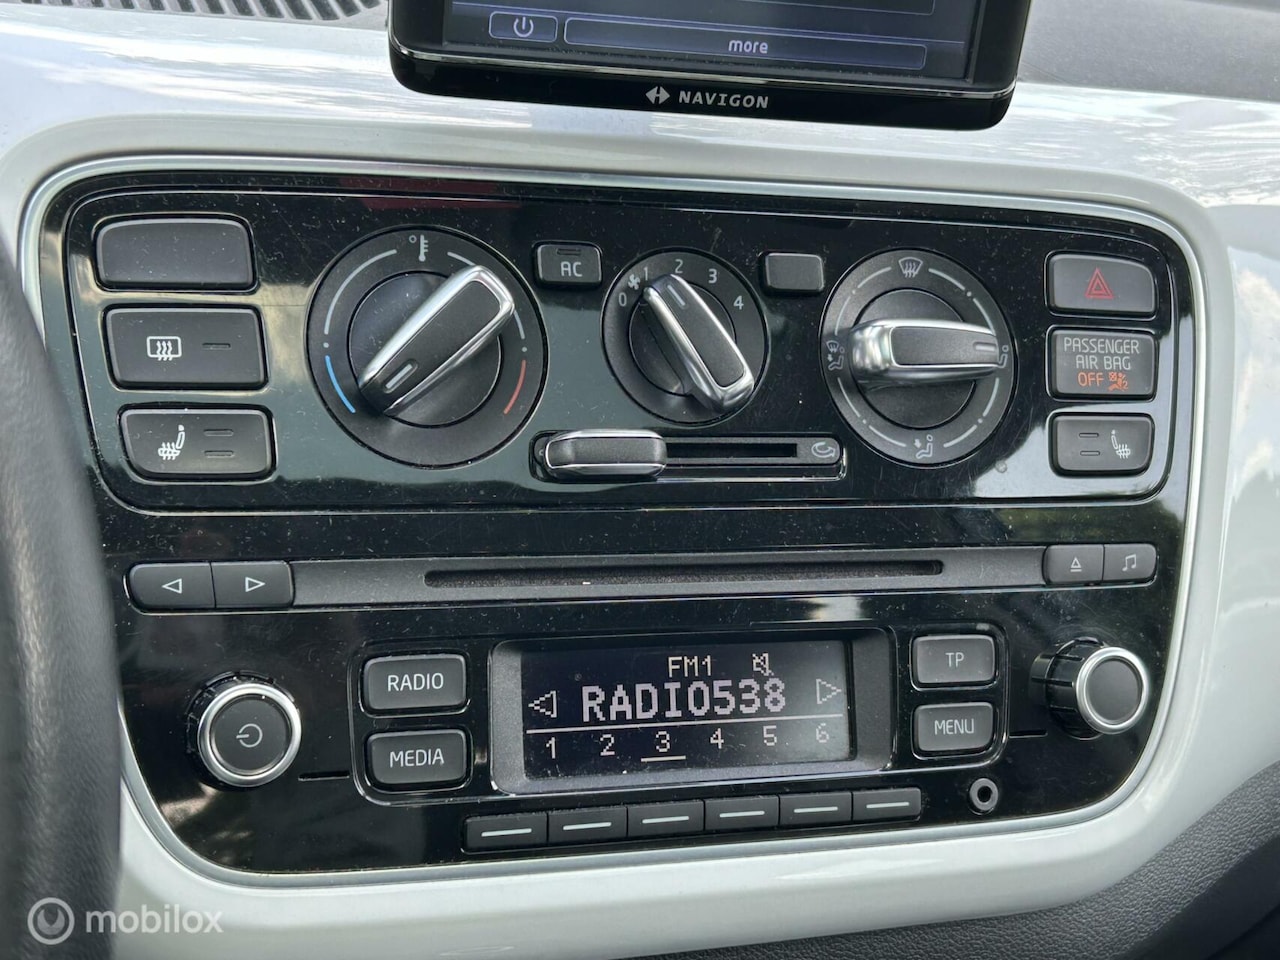 more
NAVIGON
AC
0 1 2 3 4
PASSENGER
AIR BAG
OFF 2
RADIO
MEDIA
FM1
RADIO538
1 2 3 4 5 6
TP
MENU
mobilox